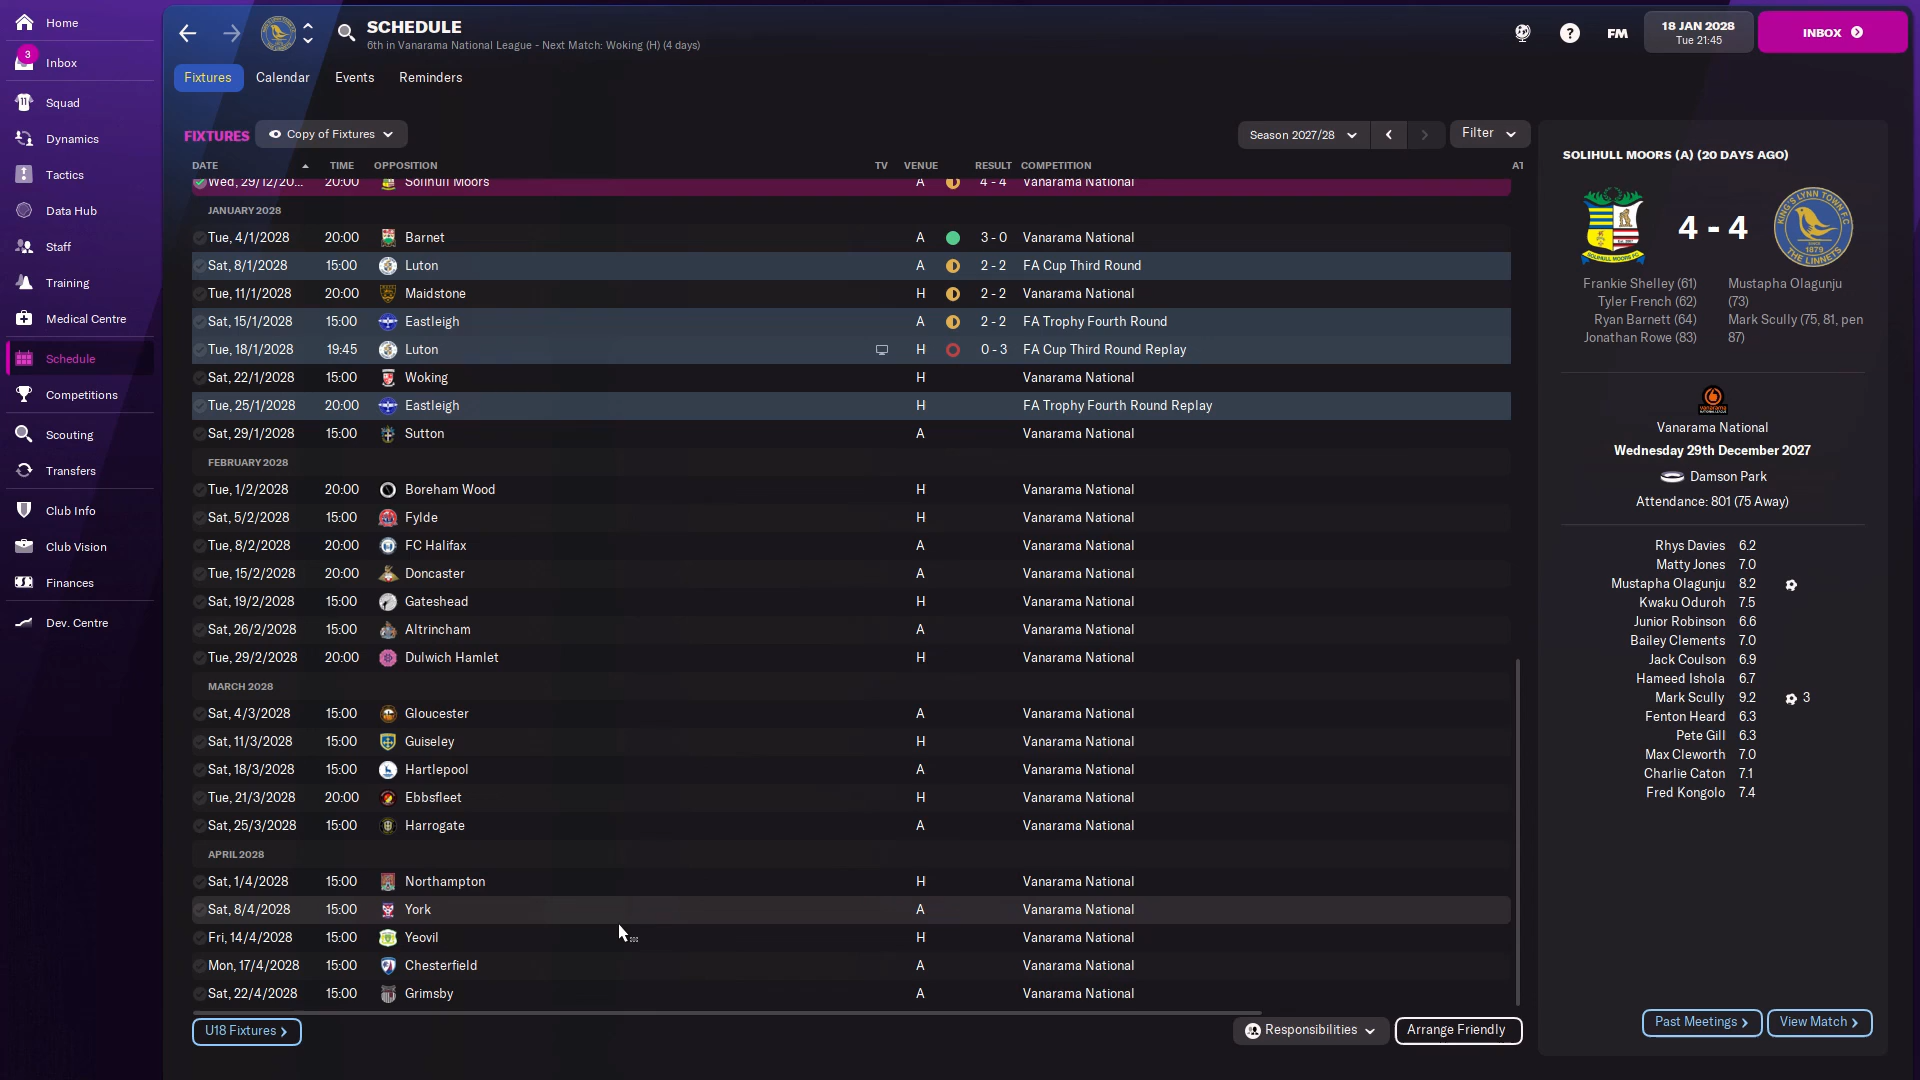 Home
3
Inbox
Squad
Dynamics
Tactics
Data Hub
Staff
Training
Medical Centre
Schedule
Competitions
Scouting
Transfers
Club Info
Club Vision
Finances
Dev. Centre
SCHEDULE
6th in Vanarama National League - Next Match: Woking (H) (4 days)
? FM
18 JAN 2028
Tue 21:45
INBOX
Fixtures Calendar Events Reminders
FIXTURES Copy of Fixtures
Season 2027/28 Filter
DATE TIME OPPOSITION TV VENUE RESULT COMPETITION AT
Wed, 29/12/20... 20:00 Solihull Moors A 4 - 4 Vanarama National
JANUARY 2028
Tue, 4/1/2028 20:00 Barnet A 3 - 0 Vanarama National
Sat, 8/1/2028 15:00 Luton A 2 - 2 FA Cup Third Round
Tue, 11/1/2028 20:00 Maidstone H 2 - 2 Vanarama National
Sat, 15/1/2028 15:00 Eastleigh A 2 - 2 FA Trophy Fourth Round
Tue, 18/1/2028 19:45 Luton H 0 - 3 FA Cup Third Round Replay
Sat, 22/1/2028 15:00 Woking H Vanarama National
Tue, 25/1/2028 20:00 Eastleigh H FA Trophy Fourth Round Replay
Sat, 29/1/2028 15:00 Sutton A Vanarama National
FEBRUARY 2028
Tue, 1/2/2028 20:00 Boreham Wood H Vanarama National
Sat, 5/2/2028 15:00 Fylde H Vanarama National
Tue, 8/2/2028 20:00 FC Halifax A Vanarama National
Tue, 15/2/2028 20:00 Doncaster A Vanarama National
Sat, 19/2/2028 15:00 Gateshead H Vanarama National
Sat, 26/2/2028 15:00 Altrincham A Vanarama National
Tue, 29/2/2028 20:00 Dulwich Hamlet H Vanarama National
MARCH 2028
Sat, 4/3/2028 15:00 Gloucester A Vanarama National
Sat, 11/3/2028 15:00 Guiseley H Vanarama National
Sat, 18/3/2028 15:00 Hartlepool A Vanarama National
Tue, 21/3/2028 20:00 Ebbsfleet H Vanarama National
Sat, 25/3/2028 15:00 Harrogate A Vanarama National
APRIL 2028
Sat, 1/4/2028 15:00 Northampton H Vanarama National
Sat, 8/4/2028 15:00 York A Vanarama National
Fri, 14/4/2028 15:00 Yeovil H Vanarama National
Mon, 17/4/2028 15:00 Chesterfield A Vanarama National
Sat, 22/4/2028 15:00 Grimsby A Vanarama National
U18 Fixtures
Responsibilities Arrange Friendly
SOLIHULL MOORS (A) (20 DAYS AGO)
SOLIHULL MOORS FC
4 - 4
KING'S LYNN TOWN F.C. 1879 THE LINNETS
Frankie Shelley (61) Mustapha Olagunju
Tyler French (62) (73)
Ryan Barnett (64) Mark Scully (75, 81, pen
Jonathan Rowe (83) 87)
vanarama
Vanarama National
Wednesday 29th December 2027
Damson Park
Attendance: 801 (75 Away)
Rhys Davies 6.2
Matty Jones 7.0
Mustapha Olagunju 8.2
Kwaku Oduroh 7.5
Junior Robinson 6.6
Bailey Clements 7.0
Jack Coulson 6.9
Hameed Ishola 6.7
Mark Scully 9.2 3
Fenton Heard 6.3
Pete Gill 6.3
Max Cleworth 7.0
Charlie Caton 7.1
Fred Kongolo 7.4
Past Meetings View Match